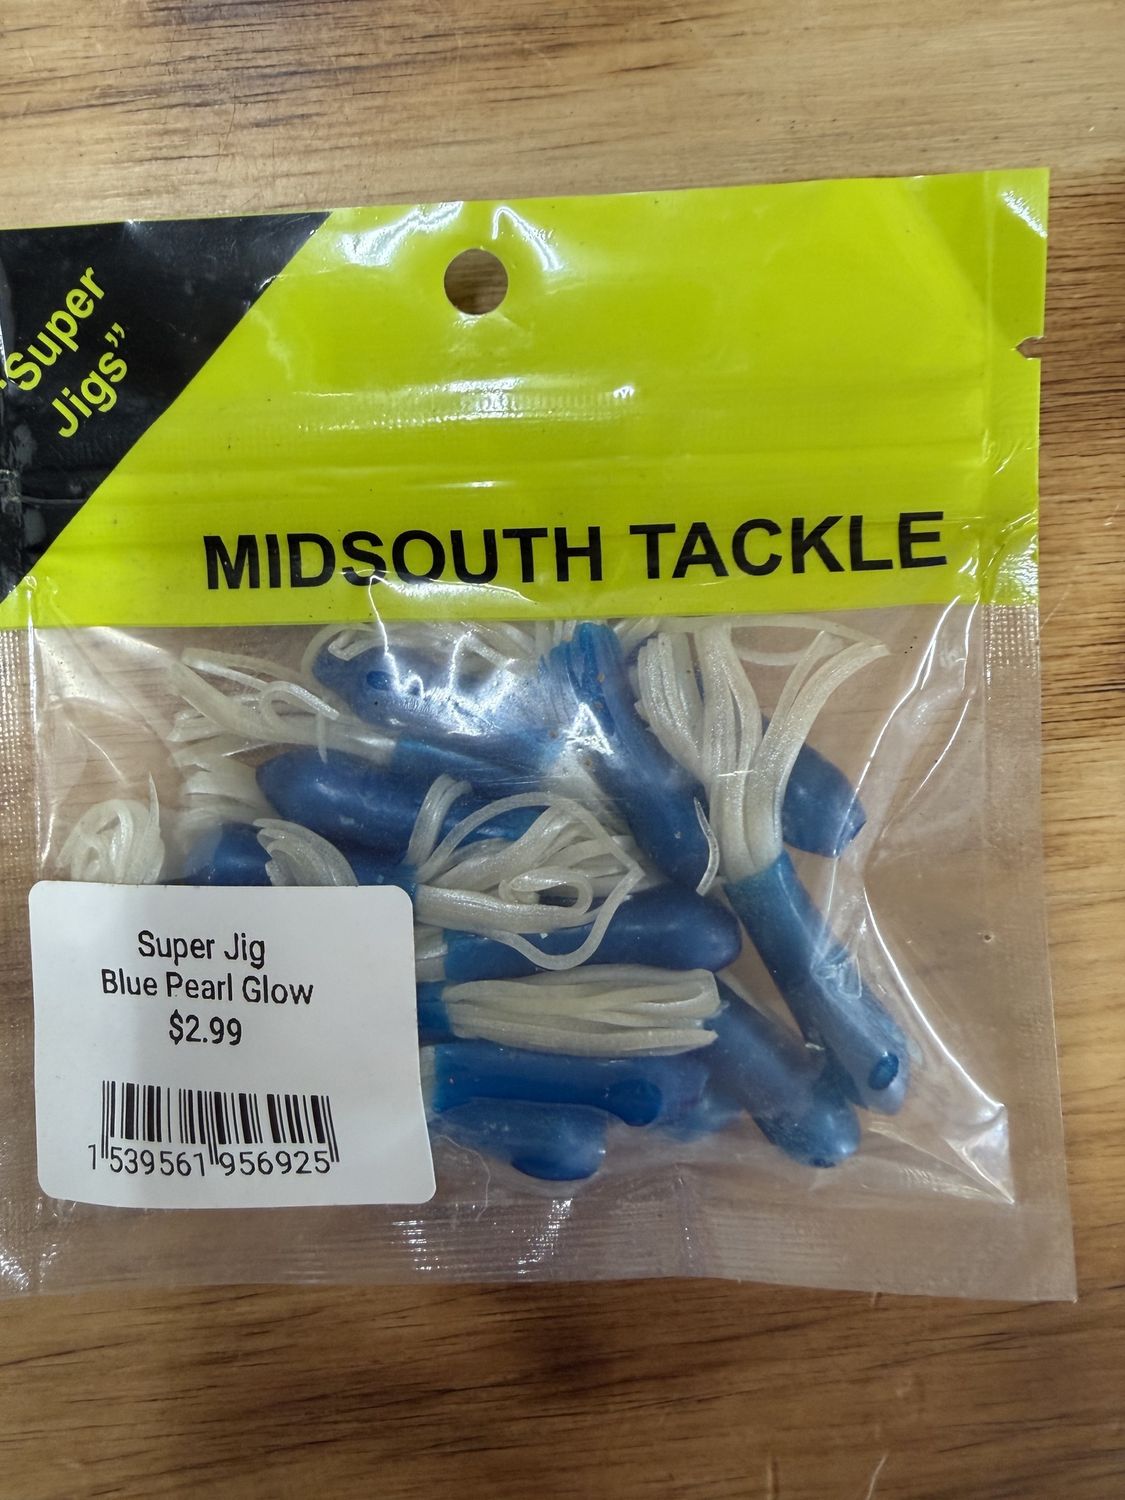 "Super
Jigs"
MIDSOUTH TACKLE
Super Jig
Blue Pearl Glow
$2.99
1 539561 956925